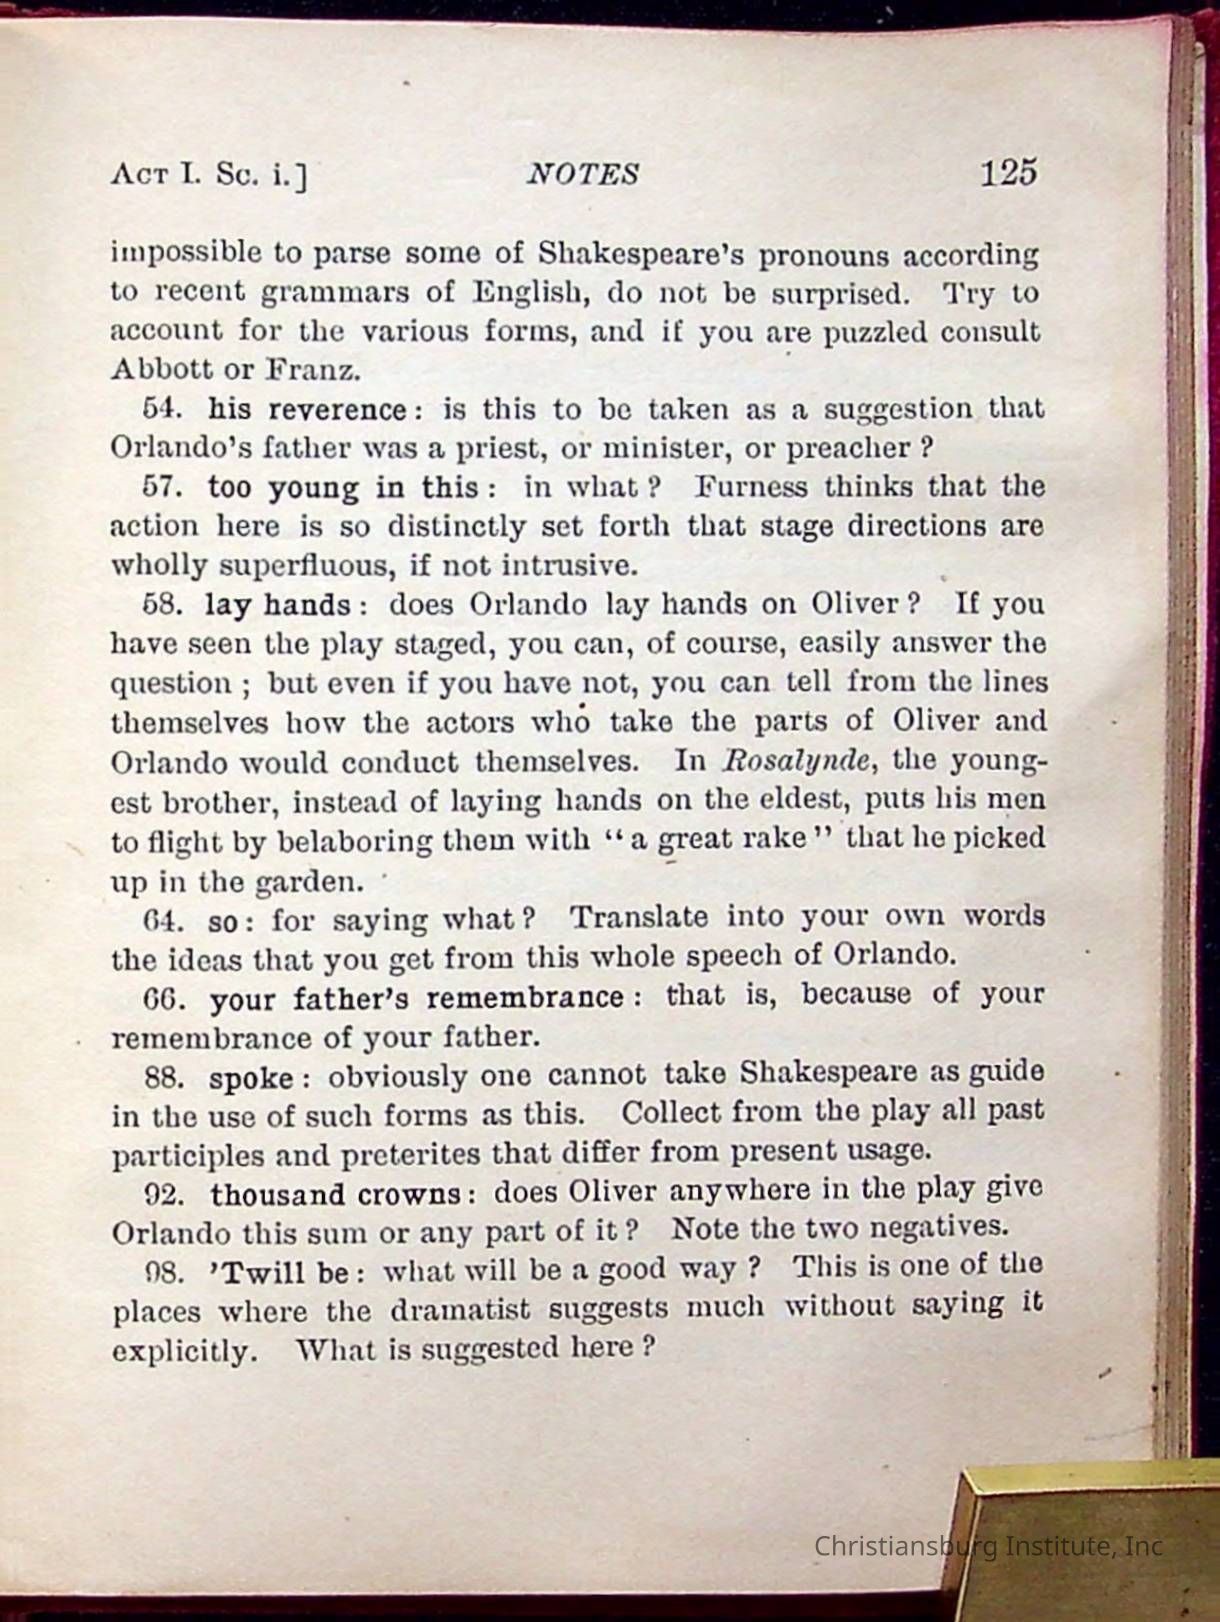 ACT I. Sc. i.] NOTES 125
impossible to parse some of Shakespeare's pronouns according
to recent grammars of English, do not be surprised. Try to
account for the various forms, and if you are puzzled consult
Abbott or Franz.
54. his reverence : is this to be taken as a suggestion that
Orlando's father was a priest, or minister, or preacher ?
57. too young in this : in what ? Furness thinks that the
action here is so distinctly set forth that stage directions are
wholly superfluous, if not intrusive.
58. lay hands : does Orlando lay hands on Oliver ? If you
have seen the play staged, you can, of course, easily answer the
question ; but even if you have not, you can tell from the lines
themselves how the actors who take the parts of Oliver and
Orlando would conduct themselves. In Rosalynde, the young-
est brother, instead of laying hands on the eldest, puts his men
to flight by belaboring them with “ a great rake ” that he picked
up in the garden.
64. so : for saying what ? Translate into your own words
the ideas that you get from this whole speech of Orlando.
66. your father's remembrance : that is, because of your
remembrance of your father.
88. spoke : obviously one cannot take Shakespeare as guide
in the use of such forms as this. Collect from the play all past
participles and preterites that differ from present usage.
92. thousand crowns : does Oliver anywhere in the play give
Orlando this sum or any part of it ? Note the two negatives.
98. 'Twill be : what will be a good way ? This is one of the
places where the dramatist suggests much without saying it
explicitly. What is suggested here ?
Christiansburg Institute, Inc